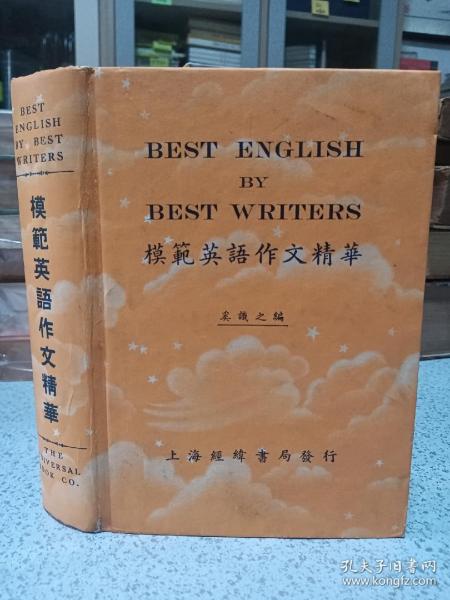 BEST
ENGLISH
BY BEST
WRITERS
模範英語作文精華
THE
UNIVERSAL
BOOK CO.
BEST ENGLISH
BY
BEST WRITERS
模範英語作文精華
奚識之編
上海經緯書局發行
孔夫子旧书网
www.kongfz.com